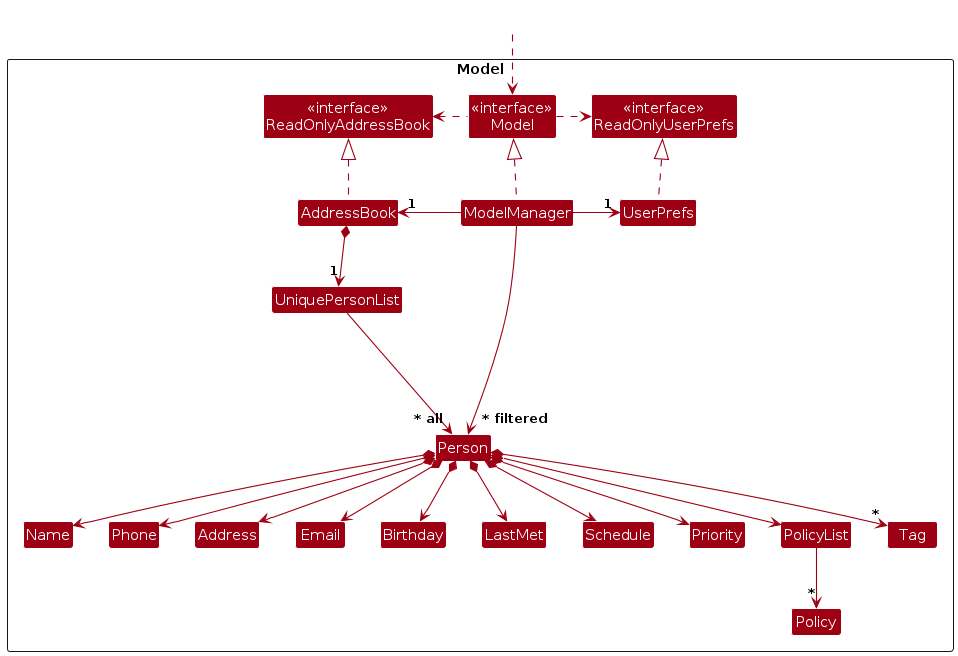 Model
«interface»
ReadOnlyAddressBook
«interface»
Model
«interface»
ReadOnlyUserPrefs
AddressBook
1
ModelManager
1
UserPrefs
1
UniquePersonList
* all
* filtered
Person
*
Name
Phone
Address
Email
Birthday
LastMet
Schedule
Priority
PolicyList
Tag
*
Policy